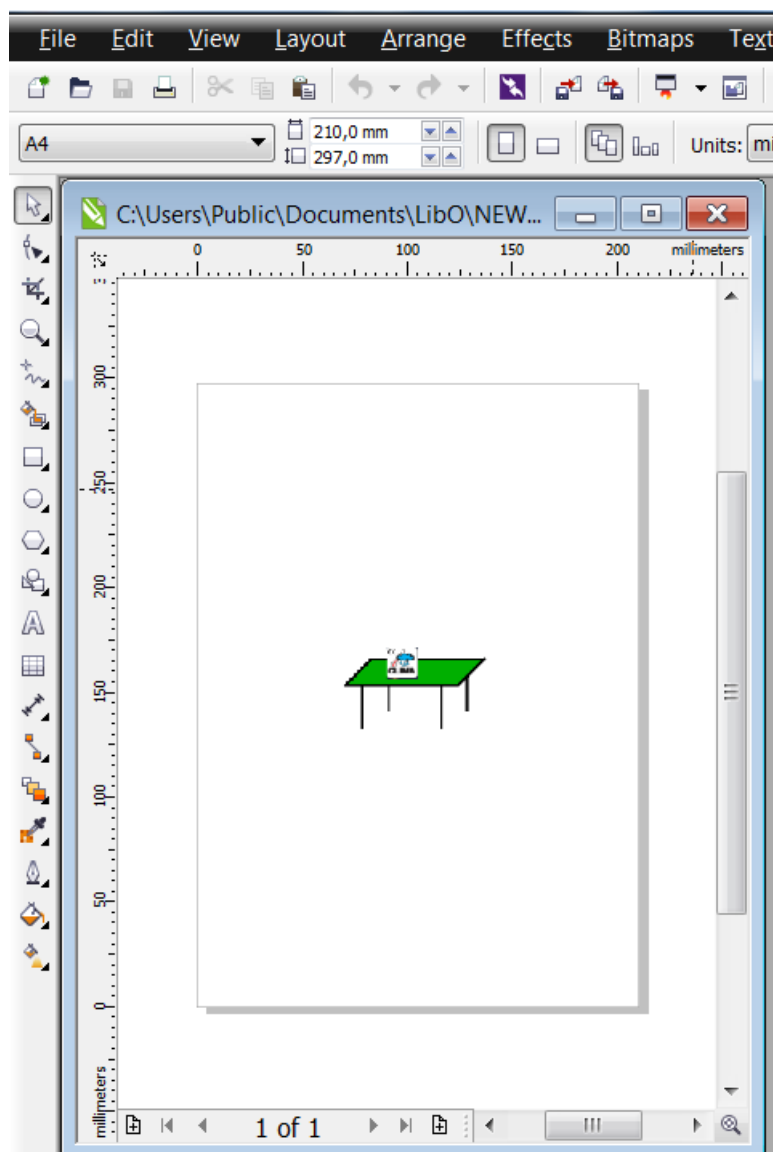 File Edit View Layout Arrange Effects Bitmaps Text
A4
210,0 mm
297,0 mm
Units:
C:\Users\Public\Documents\LibO\NEW...
0 50 100 150 200 millimeters
300
250
200
150
100
50
0
millimeters
1 of 1